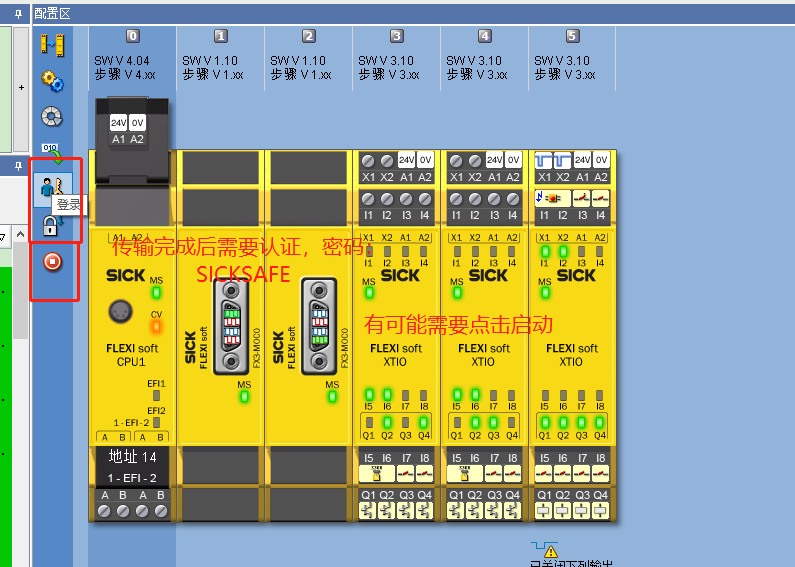 配置区
0 1 2 3 4 5
SW V 4.04 SW V 1.10 SW V 1.10 SW V 3.10 SW V 3.10 SW V 3.10
步骤 V 4.xx 步骤 V 1.xx 步骤 V 1.xx 步骤 V 3.xx 步骤 V 3.xx 步骤 V 3.xx
010
登录
24V 0V
A1 A2
24V 0V 24V 0V 24V 0V
X1 X2 A1 A2 X1 X2 A1 A2 X1 X2 A1 A2
I1 I2 I3 I4 I1 I2 I3 I4 I1 I2 I3 I4
A1 A2 X1 X2 A1 A2 X1 X2 A1 A2 X1 X2 A1 A2
传输完成后需要认证，密码：
SICKSAFE
I1 I2 I3 I4 I1 I2 I3 I4 I1 I2 I3 I4
SICK SICK SICK SICK
MS MS MS MS
CV
有可能需要点击启动
SICK FLEXI soft FX3-MOC0
SICK FLEXI soft FX3-MOC0
FLEXI soft FLEXI soft FLEXI soft FLEXI soft
CPU1 XTIO XTIO XTIO
MS MS
EFI1
EFI2
1 - EFI - 2
A B A B
I5 I6 I7 I8 I5 I6 I7 I8 I5 I6 I7 I8
Q1 Q2 Q3 Q4 Q1 Q2 Q3 Q4 Q1 Q2 Q3 Q4
地址 14
1 - EFI - 2
I5 I6 I7 I8 I5 I6 I7 I8 I5 I6 I7 I8
A B A B
Q1 Q2 Q3 Q4 Q1 Q2 Q3 Q4 Q1 Q2 Q3 Q4
已关闭下列输出